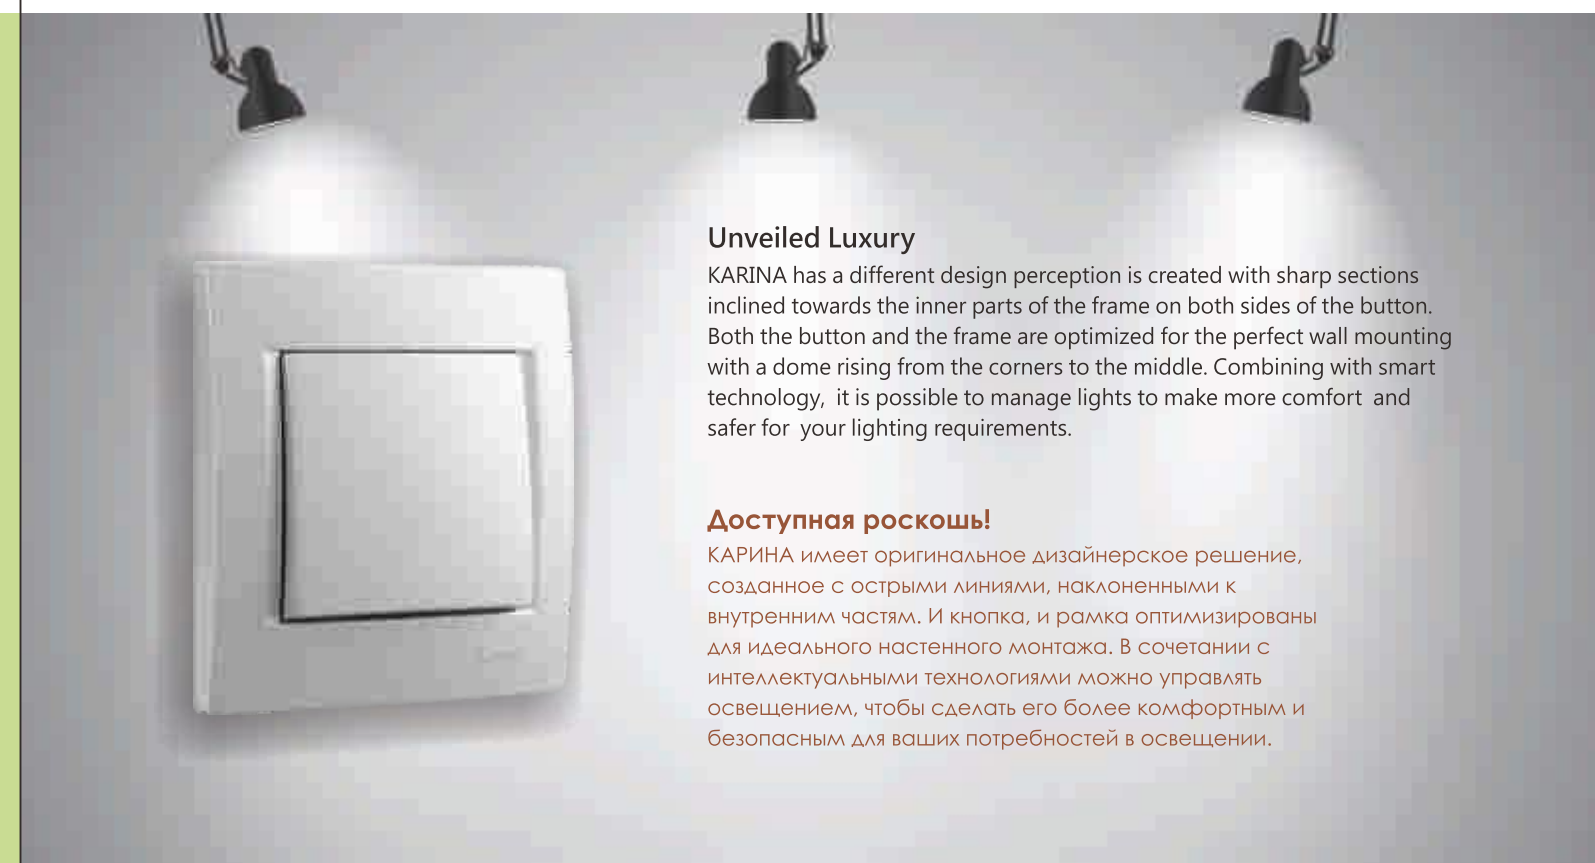 Unveiled Luxury
KARINA has a different design perception is created with sharp sections
inclined towards the inner parts of the frame on both sides of the button.
Both the button and the frame are optimized for the perfect wall mounting
with a dome rising from the corners to the middle. Combining with smart
technology, it is possible to manage lights to make more comfort and
safer for your lighting requirements.
Доступная роскошь!
КАРИНА имеет оригинальное дизайнерское решение,
созданное с острыми линиями, наклоненными к
внутренним частям. И кнопка, и рамка оптимизированы
для идеального настенного монтажа. В сочетании с
интеллектуальными технологиями можно управлять
освещением, чтобы сделать его более комфортным и
безопасным для ваших потребностей в освещении.